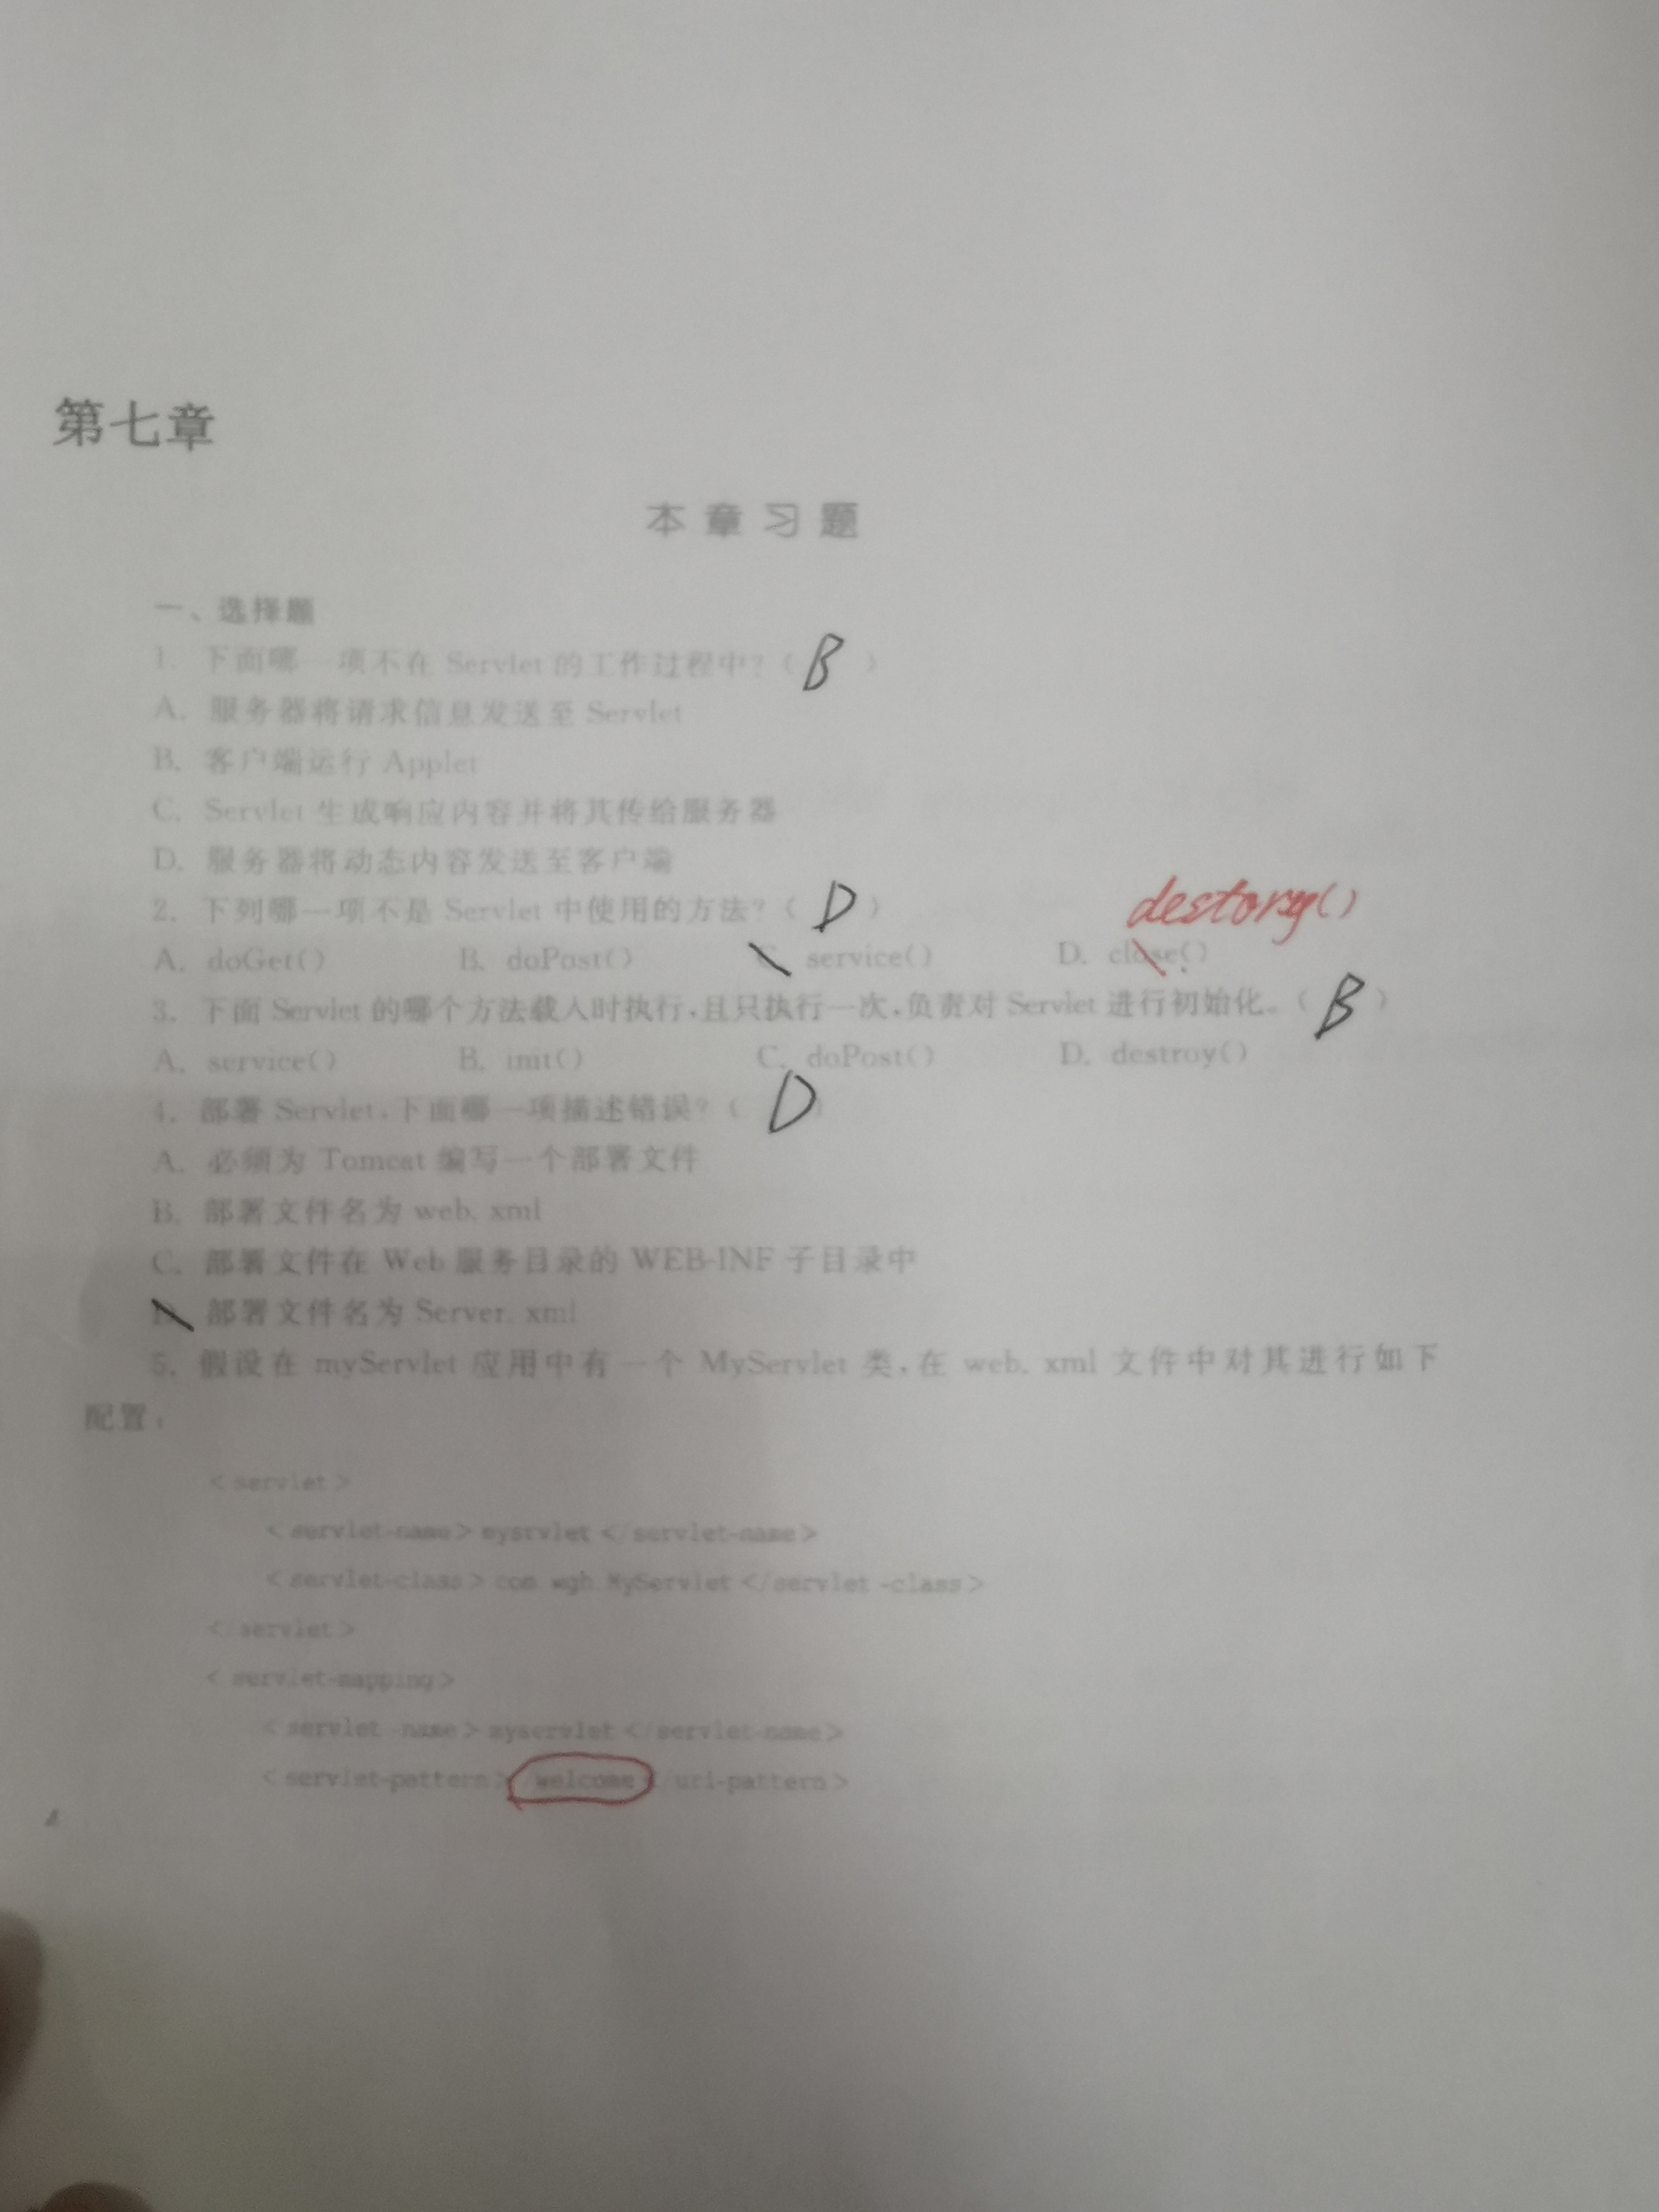 第七章
本章习题
一、选择题
1. 下面哪一项不在 Servlet 的工作过程中?( B )
A. 服务器将请求信息发送至 Servlet
B. 客户端运行 Applet
C. Servlet 生成响应内容并将其传给服务器
D. 服务器将动态内容发送至客户端
2. 下列哪一项不是 Servlet 中使用的方法?( D ) destory()
A. doGet() B. doPost() C. service() D. close()
3. 下面 Servlet 的哪个方法载入时执行,且只执行一次,负责对 Servlet 进行初始化。( B )
A. service() B. init() C. doPost() D. destroy()
4. 部署 Servlet,下面哪一项描述错误?( D )
A. 必须为 Tomcat 编写一个部署文件
B. 部署文件名为 web. xml
C. 部署文件在 Web 服务目录的 WEB-INF 子目录中
D. 部署文件名为 Server. xml
5. 假设在 myServlet 应用中有一个 MyServlet 类,在 web. xml 文件中对其进行如下
配置:
< servlet >
< servlet-name > mysrvlet </ servlet-name >
< servlet-class > com.wgh.MyServlet </servlet -class >
</ servlet >
< servlet-mapping>
< servlet -name > myservlet </ servlet-name >
< servlet-pattern > /welcome </url-pattern >
4